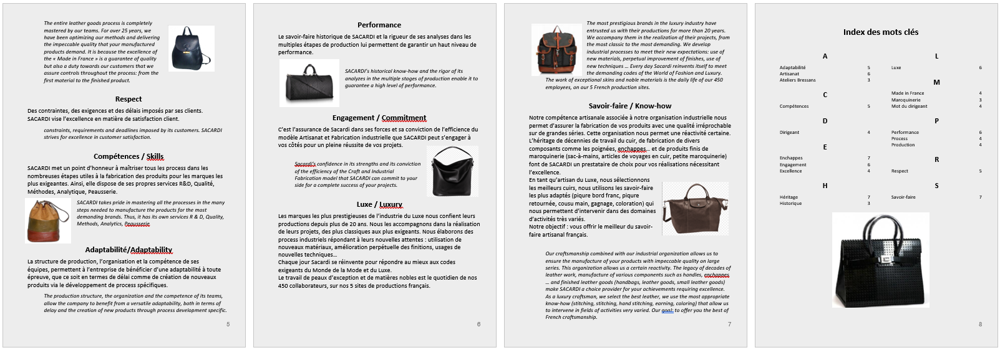 The entire leather goods process is completely
mastered by our teams. For over 25 years, we
have been optimizing our methods and delivering
the impeccable quality that your manufactured
products demand. It is because the excellence of
the « Made in France » is a guarantee of quality
but also a duty towards our customers that we
assure controls throughout the process: from the
first material to the finished product.
Respect
Des contraintes, des exigences et des délais imposés par ses clients.
SACARDI vise l'excellence en matière de satisfaction client.
constraints, requirements and deadlines imposed by its customers. SACARDI
strives for excellence in customer satisfaction.
Compétences / Skills
SACARDI met un point d'honneur à maîtriser tous les process dans les
nombreuses étapes utiles à la fabrication des produits pour les marques les
plus exigeantes. Ainsi, elle dispose de ses propres services R&D, Qualité,
Méthodes, Analytique, Peausserie.
SACARDI takes pride in mastering all the processes in the many
steps needed to manufacture the products for the most demanding
brands. Thus, it has its own services R & D, Quality,
Methods, Analytics, Peausserie.
Adaptabilité/Adaptability
La structure de production, l'organisation et la compétence de ses
équipes, permettent à l'entreprise de bénéficier d'une adaptabilité à toute
épreuve, que ce soit en termes de délai comme de création de nouveaux
produits via le développement de process spécifiques.
The production structure, the organization and the competence of its teams,
allow the company to benefit from a versatile adaptability, both in terms of
delay and the creation of new products through process development specific.
5
Performance
Le savoir-faire historique de SACARDI et la rigueur de ses analyses dans les
multiples étapes de production lui permettent de garantir un haut niveau de
performance.
SACARDI's historical know-how and the rigor of its
analyzes in the multiple stages of production enable it to
guarantee a high level of performance.
Engagement / Commitment
C'est l'assurance de Sacardi dans ses forces et sa conviction de l'efficience du
modèle Artisanat et Fabrication industrielle que SACARDI peut s'engager à
vos côtés pour un pleine réussite de vos projets.
Sacardi's confidence in its strengths and its conviction
of the efficiency of the Craft and Industrial
Fabrication model that SACARDI can commit to your
side for a complete success of your projects.
Luxe / Luxury
Les marques les plus prestigieuses de l'industrie du Luxe nous confient leurs
productions depuis plus de 20 ans. Nous les accompagnons dans la réalisation
de leurs projets, des plus classiques aux plus exigeants. Nous élaborons des
process industriels répondant à leurs nouvelles attentes : utilisation de
nouveaux matériaux, amélioration perpétuelle des finitions, usages de
nouvelles techniques...
Chaque jour Sacardi se réinvente pour répondre au mieux aux codes
exigeants du Monde de la Mode et du Luxe.
Le travail de peaux d'exception et de matières nobles est le quotidien de nos
450 collaborateurs, sur nos 5 sites de productions français.
6
The most prestigious brands in the luxury industry have
entrusted us with their productions for more than 20 years.
We accompany them in the realization of their projects, from
the most classic to the most demanding. We develop
industrial processes to meet their new expectations: use of
new materials, perpetual improvement of finishes, use of
new techniques ... Every day Sacardi reinvents itself to meet
the demanding codes of the World of Fashion and Luxury.
The work of exceptional skins and noble materials is the daily life of our 450
employees, on our 5 French production sites.
Savoir-faire / Know-how
Notre compétence artisanale associée à notre organisation industrielle nous
permet d'assurer la fabrication de vos produits avec une qualité irréprochable
sur de grandes séries. Cette organisation nous permet une réactivité certaine.
L'héritage de décennies de travail du cuir, de fabrication de divers
composants comme les poignées, enchappes... et de produits finis de
maroquinerie (sac-à-mains, articles de voyages en cuir, petite maroquinerie)
font de SACARDI un prestataire de choix pour vos réalisations nécessitant
l'excellence.
En tant qu'artisan du Luxe, nous sélectionnons
les meilleurs cuirs, nous utilisons les savoir-faire
les plus adaptés (piqure bord franc, piqure
retournée, cousu main, gagnage, coloration) qui
nous permettent d'intervenir dans des domaines
d'activités très variés.
Notre objectif : vous offrir le meilleur du savoir-
faire artisanal français.
Our craftsmanship combined with our industrial organization allows us to
ensure the manufacture of your products with impeccable quality on large
series. This organization allows us a certain reactivity. The legacy of decades of
leather work, manufacture of various components such as handles, enchappes
... and finished leather goods (handbags, leather goods, small leather goods)
make SACARDI a choice provider for your achievements requiring excellence.
As a luxury craftsman, we select the best leather, we use the most appropriate
know-how (stitching, stitching, hand stitching, earning, coloring) that allow us
to intervene in fields of activities very varied. Our goal: to offer you the best of
French craftsmanship.
7
Index des mots clés
A
Adaptabilité 5
Artisanat 6
Ateliers Bressans 3
C
Compétences 5
D
Dirigeant 4
E
Enchappes 7
Engagement 6
Excellence 4
H
Héritage 7
Historique 3
L
Luxe 6
M
Made in France 4
Maroquinerie 3
Mot du dirigeant 4
P
Performance 6
Process 4
Production 4
R
Respect 5
S
Savoir-faire 7
8